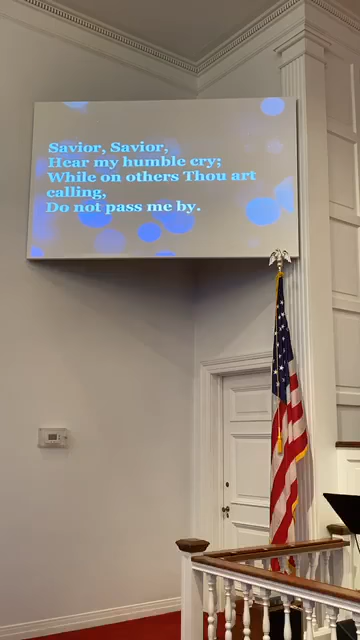 Savior, Savior,
Hear my humble cry;
While on others Thou art
calling,
Do not pass me by.